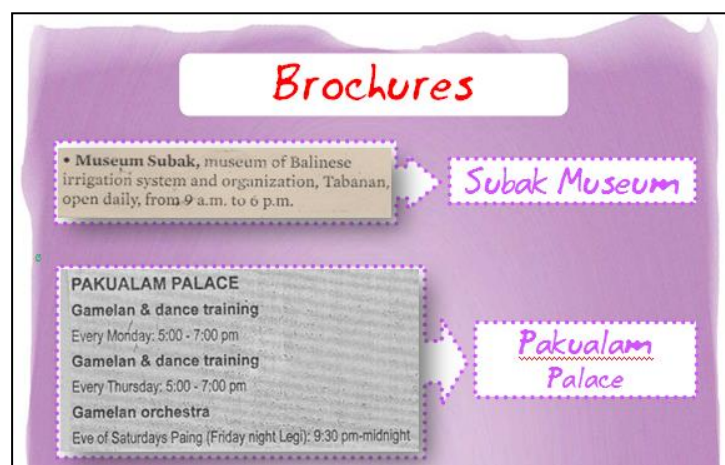 Brochures
• Museum Subak, museum of Balinese
irrigation system and organization, Tabanan,
open daily, from 9 a.m. to 6 p.m.
Subak Museum
PAKUALAM PALACE
Gamelan & dance training
Every Monday: 5:00 - 7:00 pm
Gamelan & dance training
Every Thursday: 5:00 - 7:00 pm
Gamelan orchestra
Eve of Saturdays Paing (Friday night Legi): 9:30 pm-midnight
Pakualam
Palace